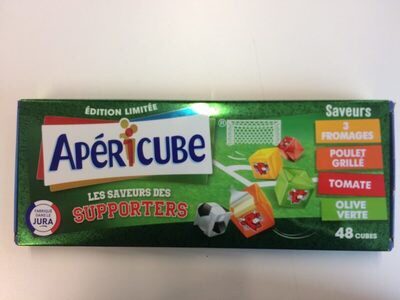 ÉDITION LIMITÉE
APÉRICUBE
®
LES SAVEURS DES
SUPPORTERS
FABRIQUÉ
DANS LE
JURA
Saveurs
3
FROMAGES
POULET
GRILLÉ
TOMATE
OLIVE
VERTE
48 CUBES